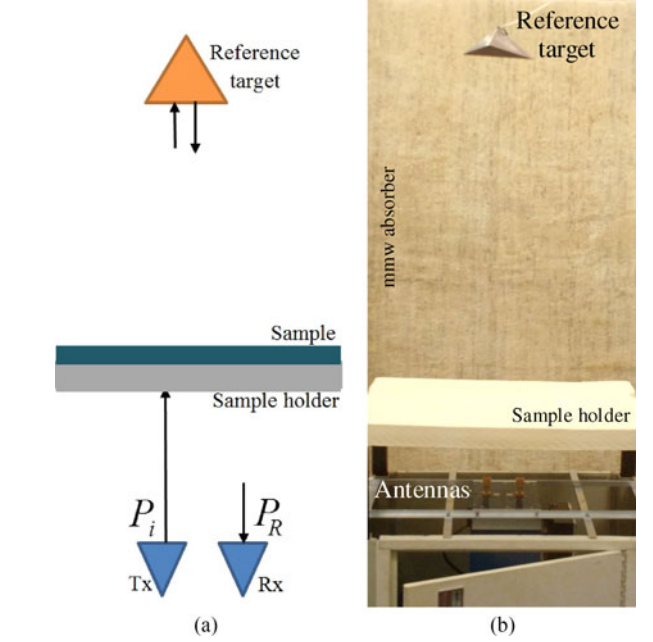 Reference
target
Sample
Sample holder
P_i
P_R
Tx
Rx
(a)
Reference
target
mmw absorber
Sample holder
Antennas
(b)